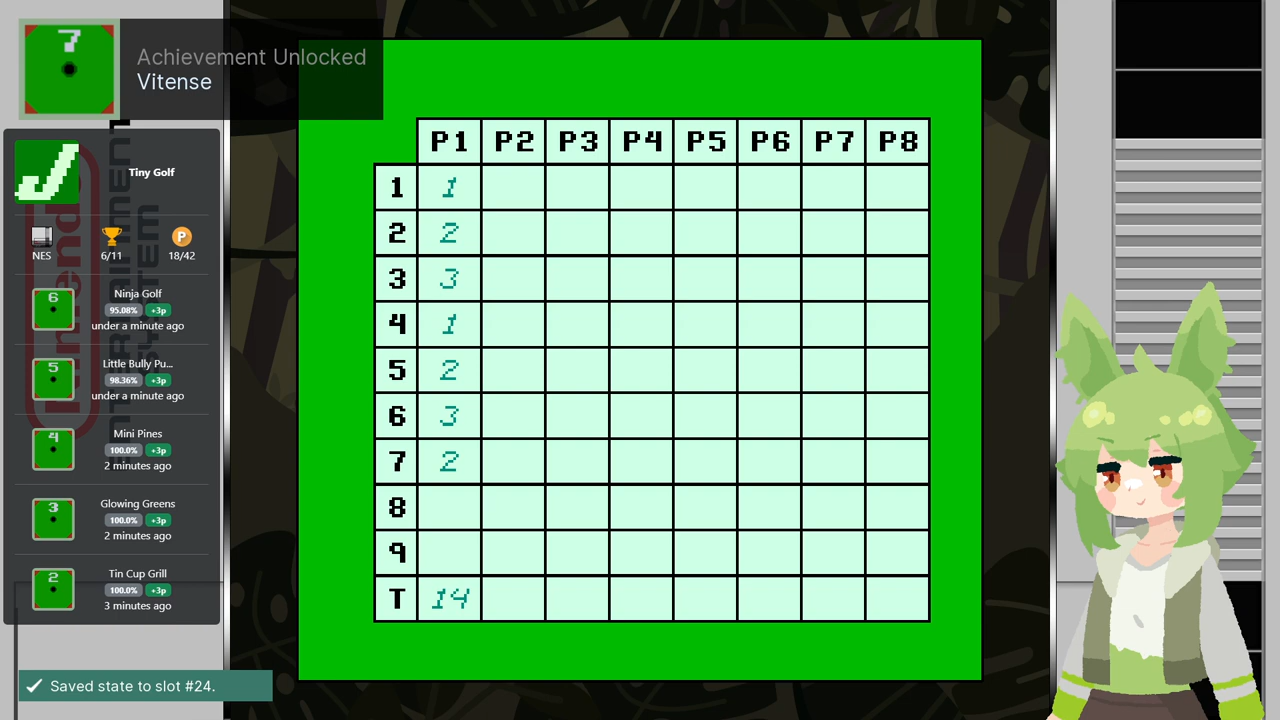 7
Achievement Unlocked
Vitense
Tiny Golf
NES
6/11
18/42
6
Ninja Golf
95.08% +3p
under a minute ago
5
Little Bully Pu...
98.36% +3p
under a minute ago
4
Mini Pines
100.0% +3p
2 minutes ago
3
Glowing Greens
100.0% +3p
2 minutes ago
2
Tin Cup Grill
100.0% +3p
3 minutes ago
Saved state to slot #24.
P1 P2 P3 P4 P5 P6 P7 P8
1 1
2 2
3 3
4 1
5 2
6 3
7 2
8
9
T 14